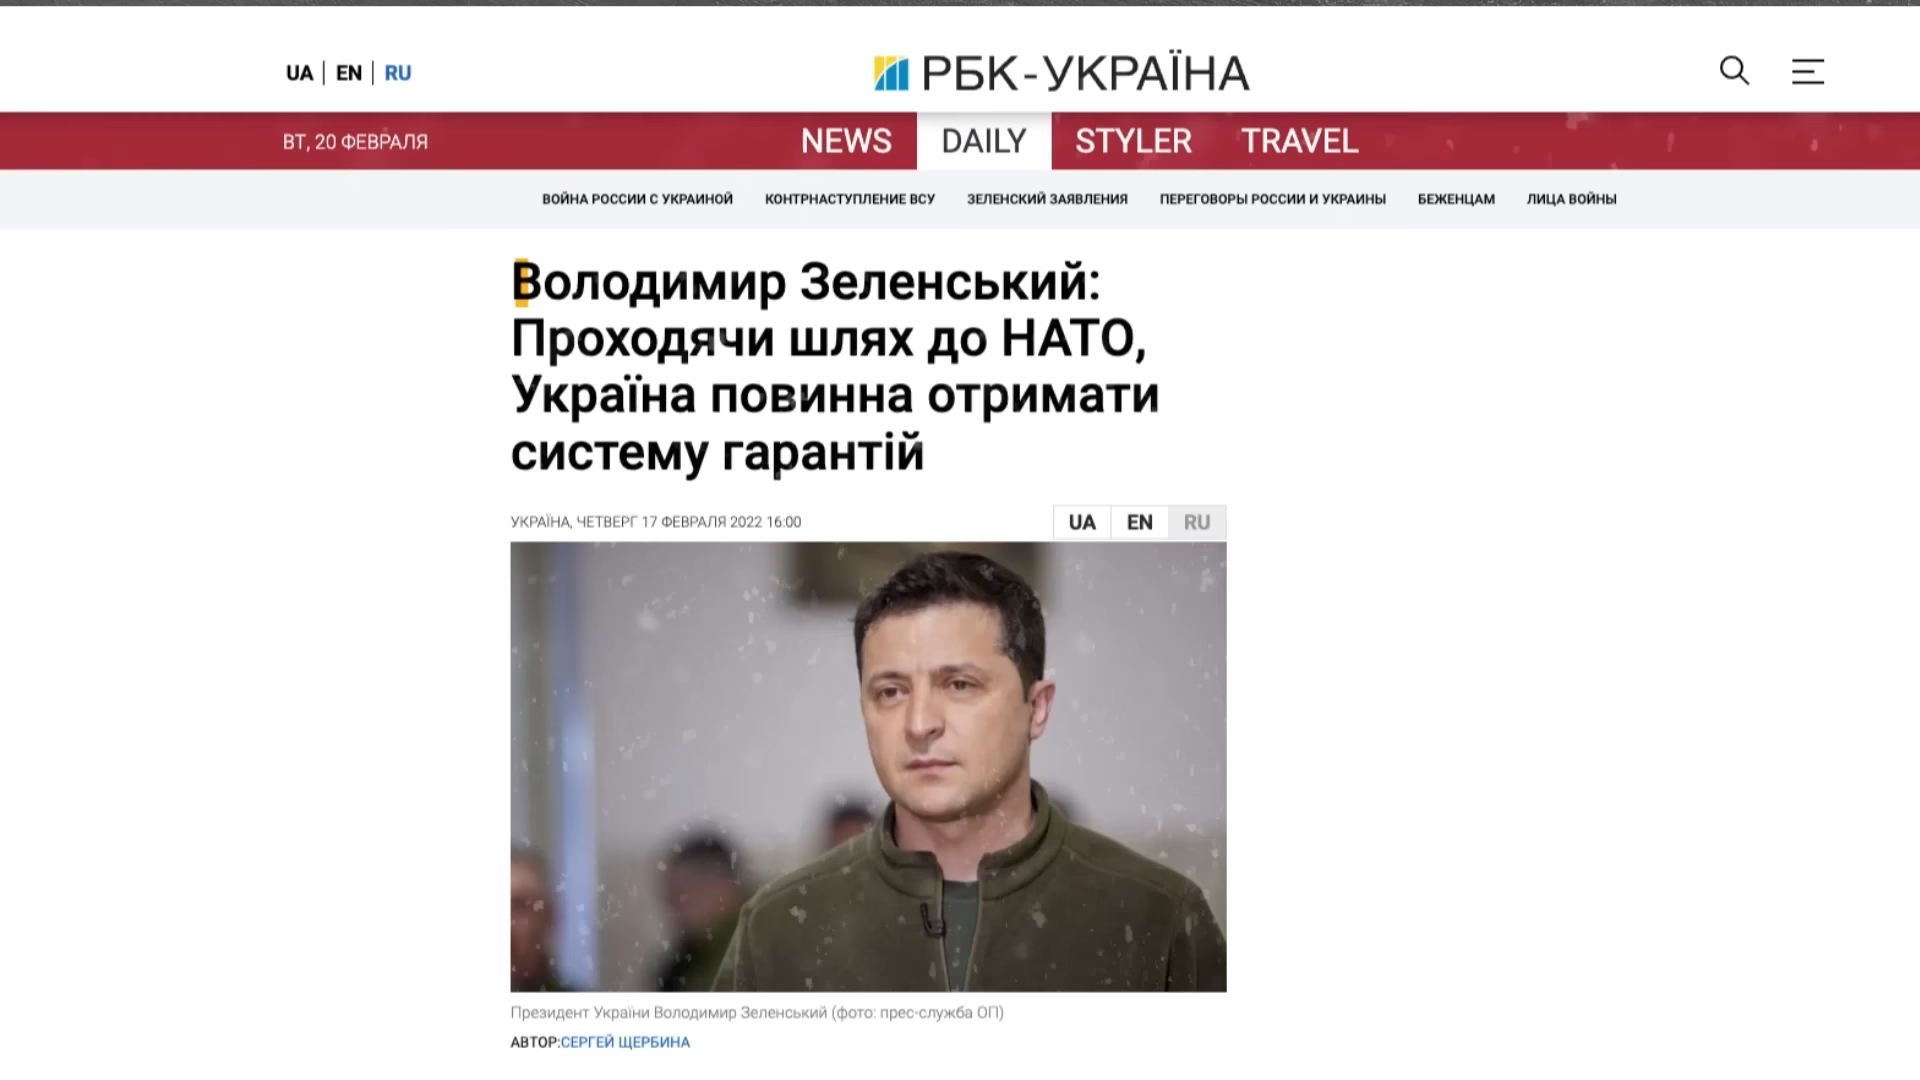 UA | EN | RU
РБК-УКРАЇНА
ВТ, 20 ФЕВРАЛЯ
NEWS DAILY STYLER TRAVEL
ВОЙНА РОССИИ С УКРАИНОЙ КОНТРНАСТУПЛЕНИЕ ВСУ ЗЕЛЕНСКИЙ ЗАЯВЛЕНИЯ ПЕРЕГОВОРЫ РОССИИ И УКРАИНЫ БЕЖЕНЦАМ ЛИЦА ВОЙНЫ
Володимир Зеленський:
Проходячи шлях до НАТО,
Україна повинна отримати
систему гарантій
УКРАЇНА, ЧЕТВЕРГ 17 ФЕВРАЛЯ 2022 16:00
UA EN RU
Президент України Володимир Зеленський (фото: прес-служба ОП)
АВТОР:СЕРГЕЙ ЩЕРБИНА